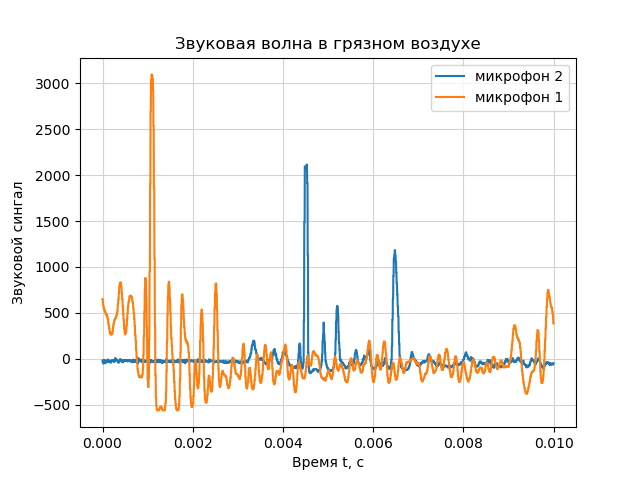 Звуковая волна в грязном воздухе
микрофон 2
микрофон 1
Звуковой сингал
3000
2500
2000
1500
1000
500
0
−500
0.000
0.002
0.004
0.006
0.008
0.010
Время t, с